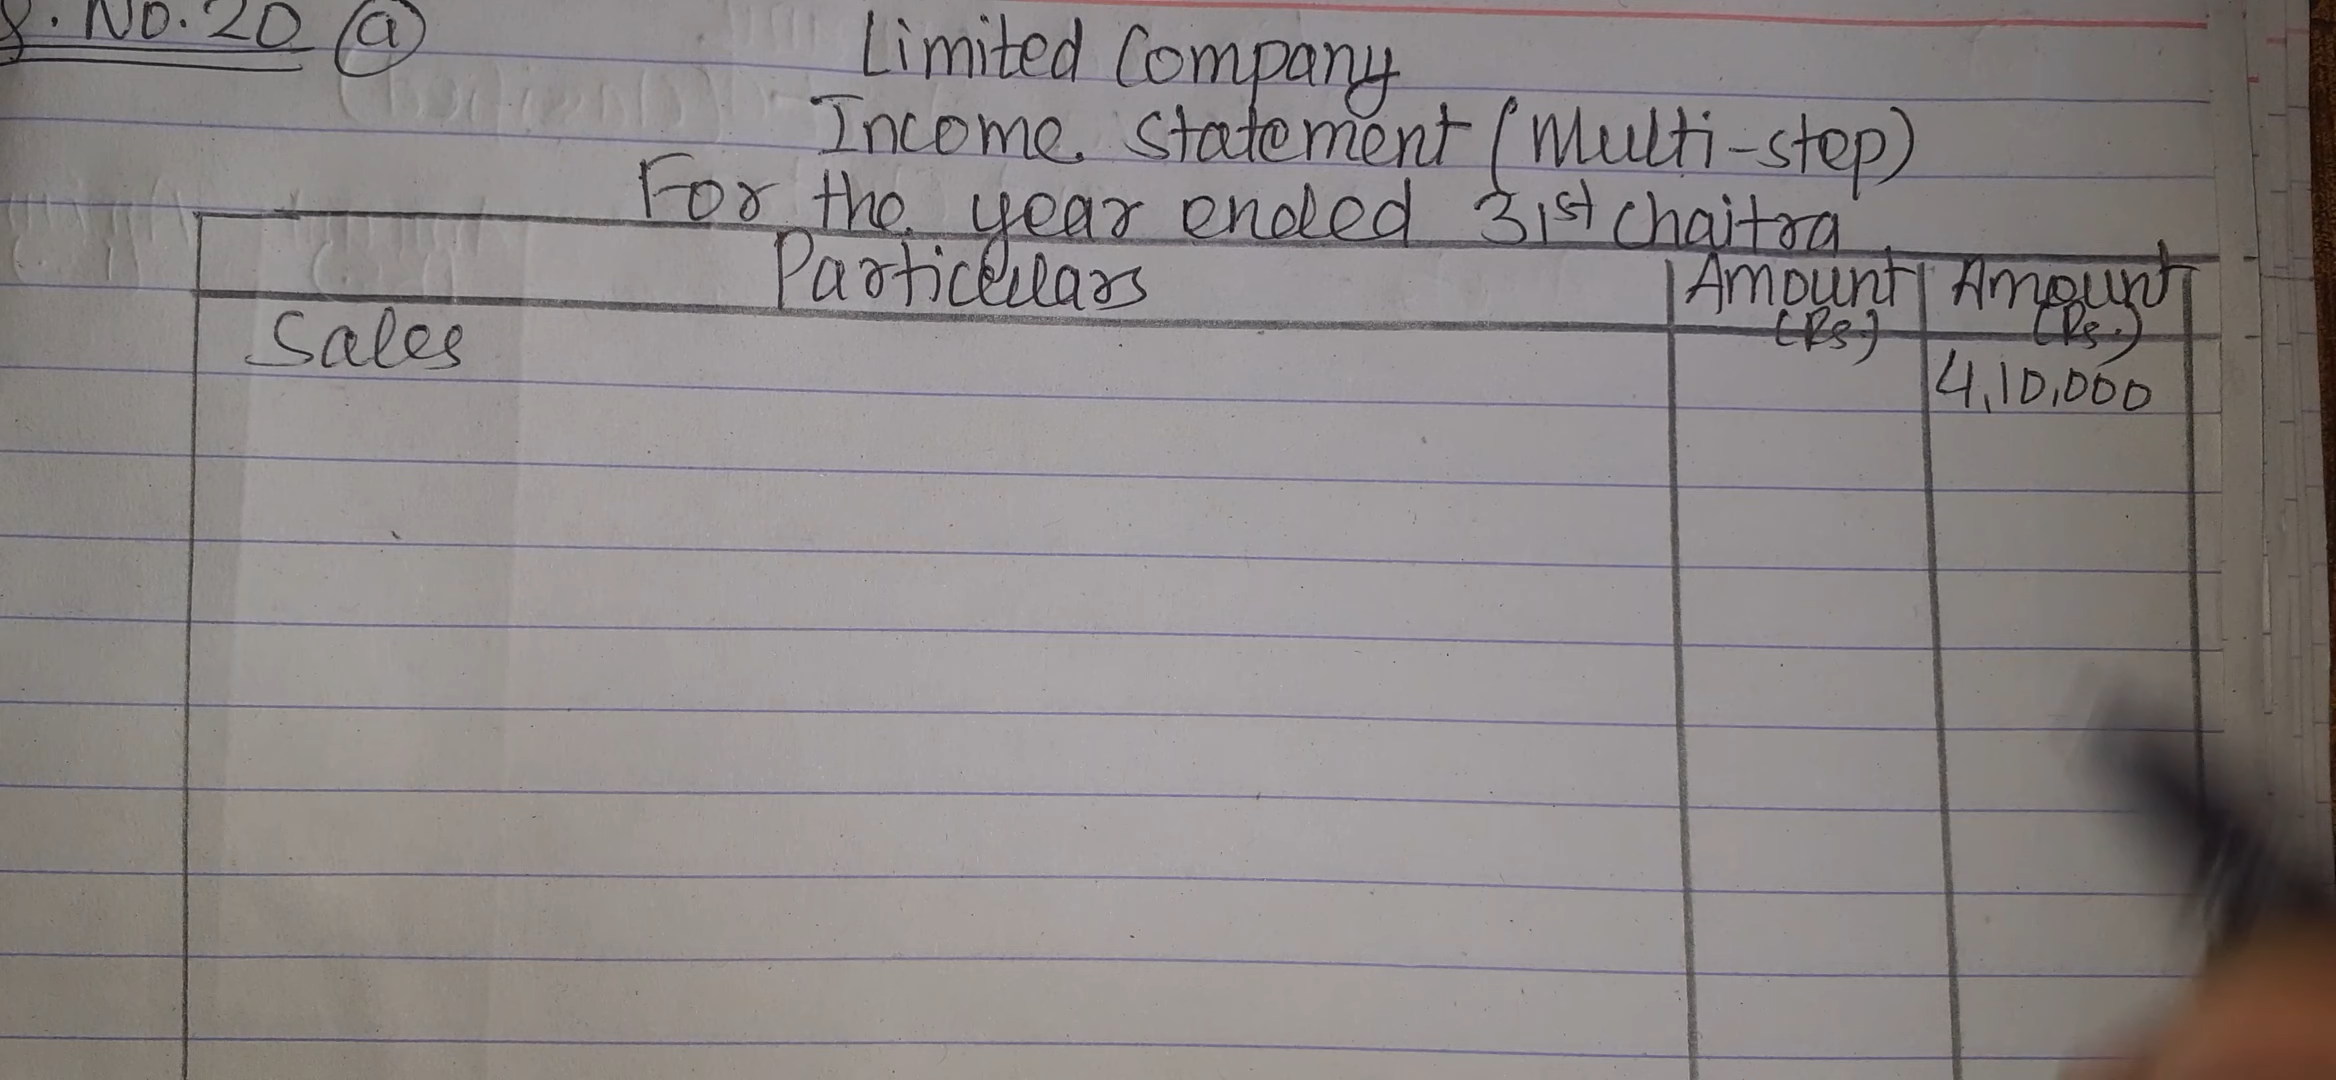 Q. No. 20 (a)
Limited Company
Income Statement (Multi-step)
For the year ended 31st Chaitra
Particulars Amount (Rs.) Amount (Rs.)
Sales 4,10,000